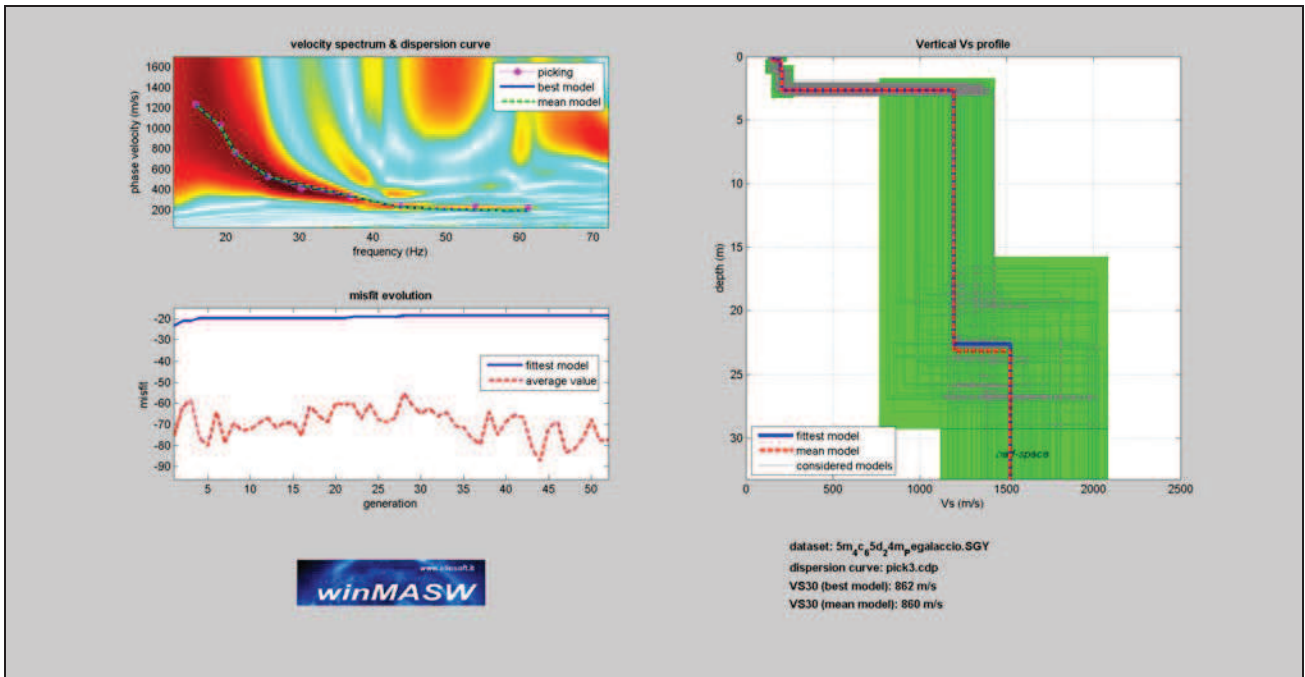 velocity spectrum & dispersion curve
1600
1400
1200
1000
800
600
400
200
phase velocity (m/s)
picking
best model
mean model
20
30
40
50
60
70
frequency (Hz)
misfit evolution
-20
-30
-40
-50
-60
-70
-80
-90
misfit
fittest model
average value
5
10
15
20
25
30
35
40
45
50
generation
www.eliosoft.it
winMASW
Vertical Vs profile
0
5
10
15
20
25
30
depth (m)
half-space
fittest model
mean model
considered models
0
500
1000
1500
2000
2500
Vs (m/s)
dataset: 5m4c65d24mPegalaccio.SGY
dispersion curve: pick3.cdp
VS30 (best model): 862 m/s
VS30 (mean model): 860 m/s